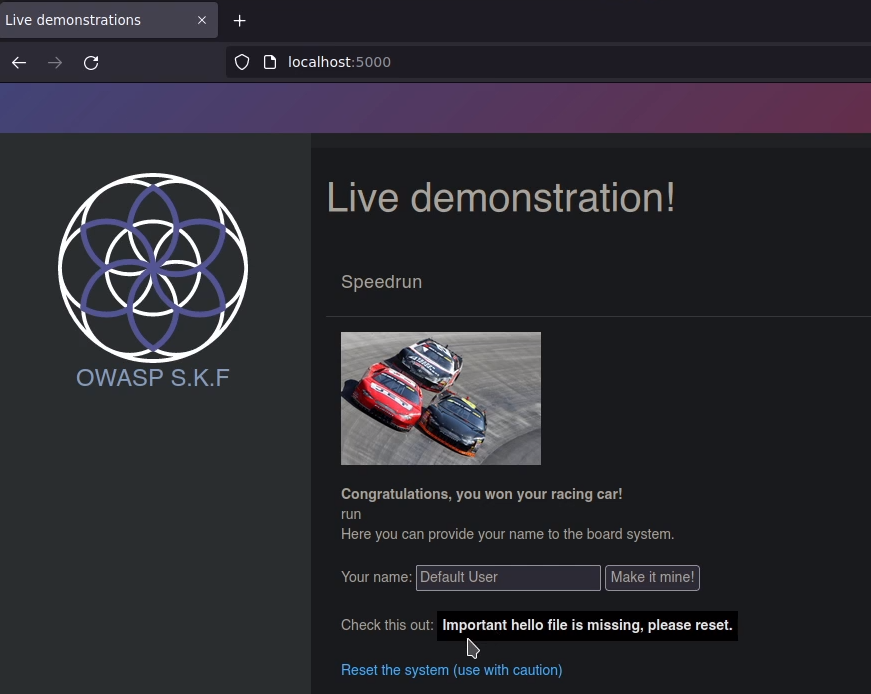 Live demonstrations
localhost:5000
OWASP S.K.F
Live demonstration!
Speedrun
Congratulations, you won your racing car!
run
Here you can provide your name to the board system.
Your name: Default User Make it mine!
Check this out: Important hello file is missing, please reset.
Reset the system (use with caution)